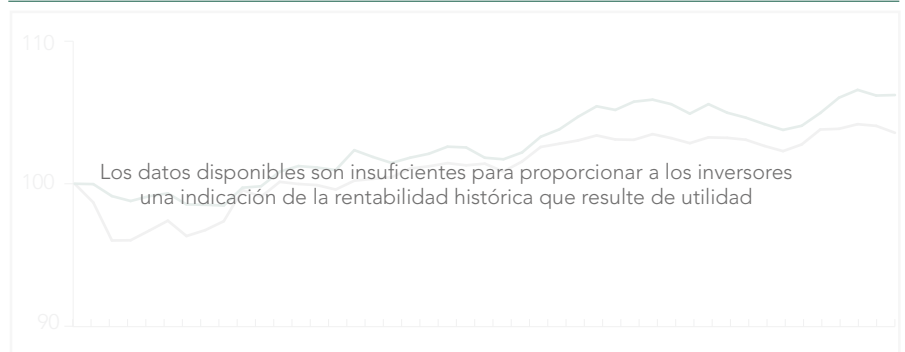 110
100
Los datos disponibles son insuficientes para proporcionar a los inversores
una indicación de la rentabilidad histórica que resulte de utilidad
90